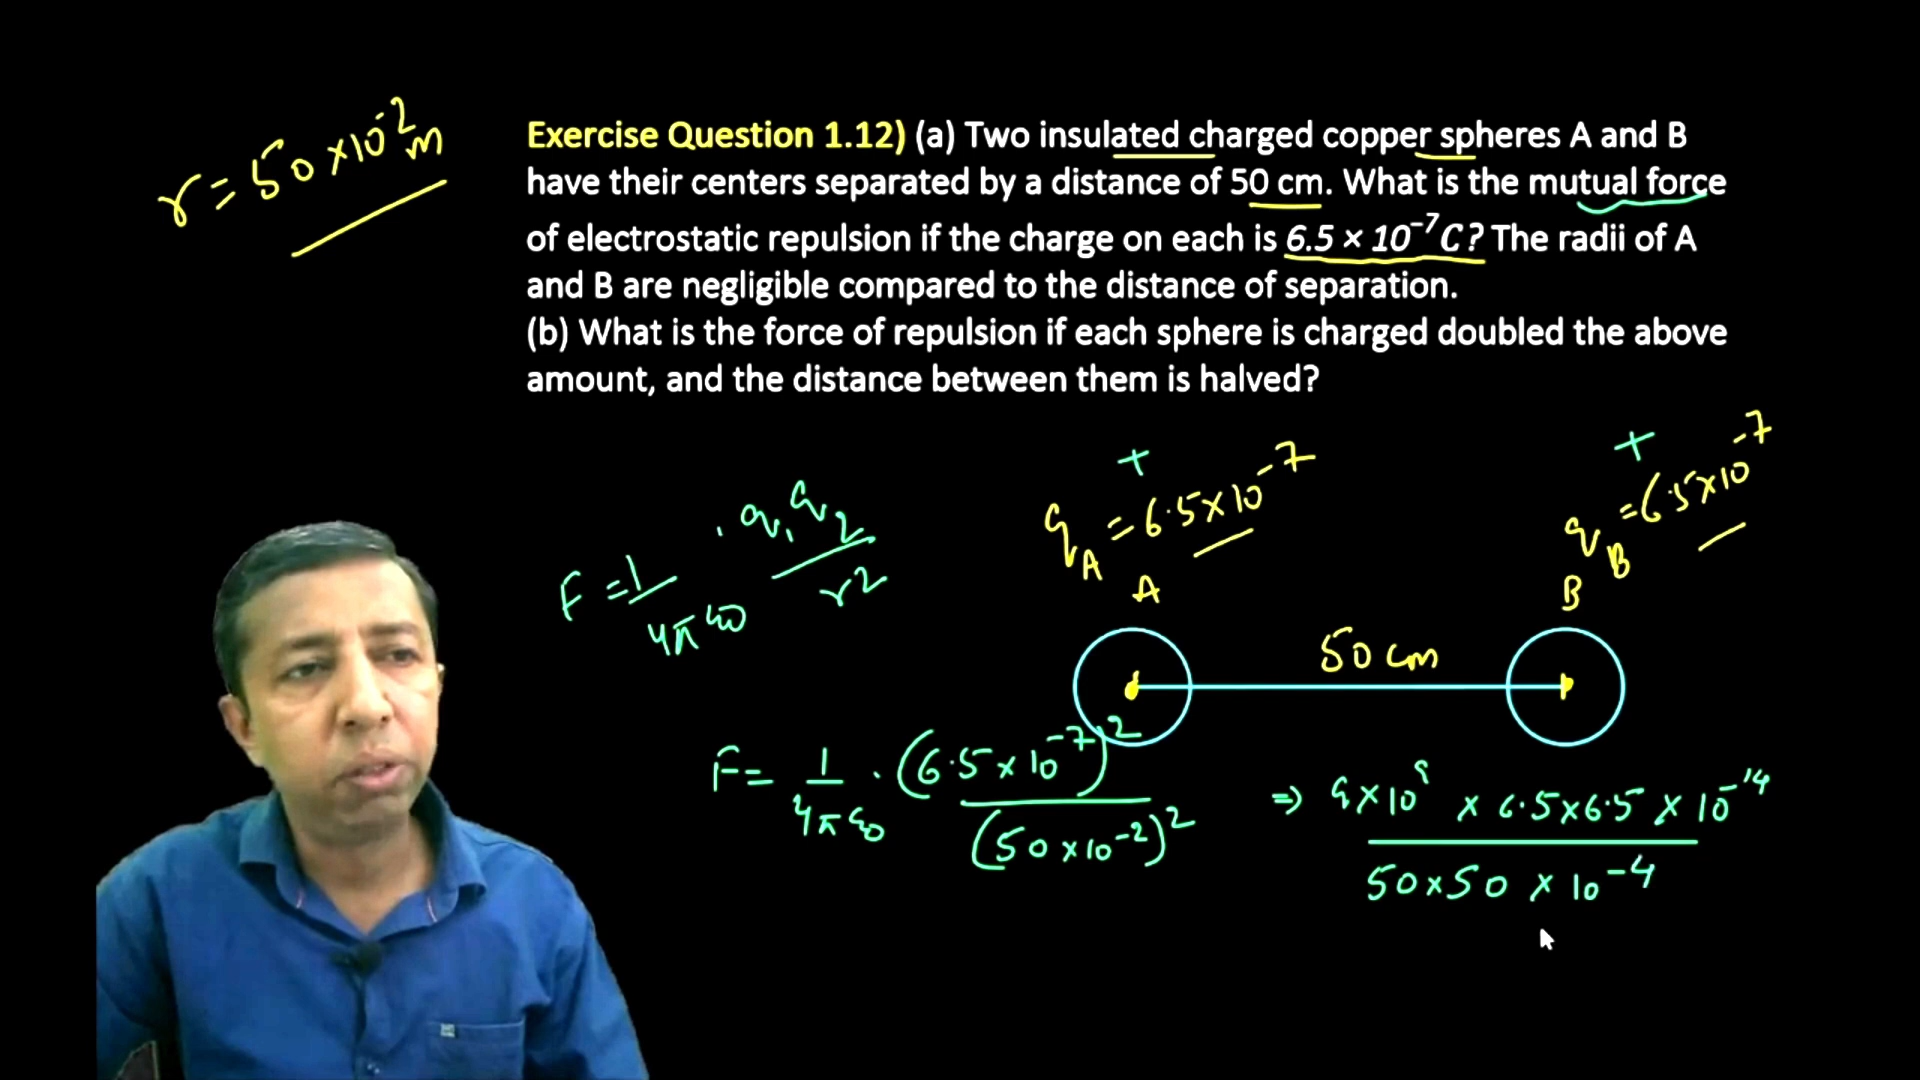 r = 50 × 10⁻² m
Exercise Question 1.12) (a) Two insulated charged copper spheres A and B
have their centers separated by a distance of 50 cm. What is the mutual force
of electrostatic repulsion if the charge on each is 6.5 × 10⁻⁷ C? The radii of A
and B are negligible compared to the distance of separation.
(b) What is the force of repulsion if each sphere is charged doubled the above
amount, and the distance between them is halved?
F = 1/4πε₀ · q₁q₂/r²
+
q_A = 6.5 × 10⁻⁷
A
+
q_B = 6.5 × 10⁻⁷
B
50 cm
F = 1/4πε₀ · (6.5 × 10⁻⁷)²/(50 × 10⁻²)²
⇒ 9 × 10⁹ × 6.5 × 6.5 × 10⁻¹⁴
50 × 50 × 10⁻⁴